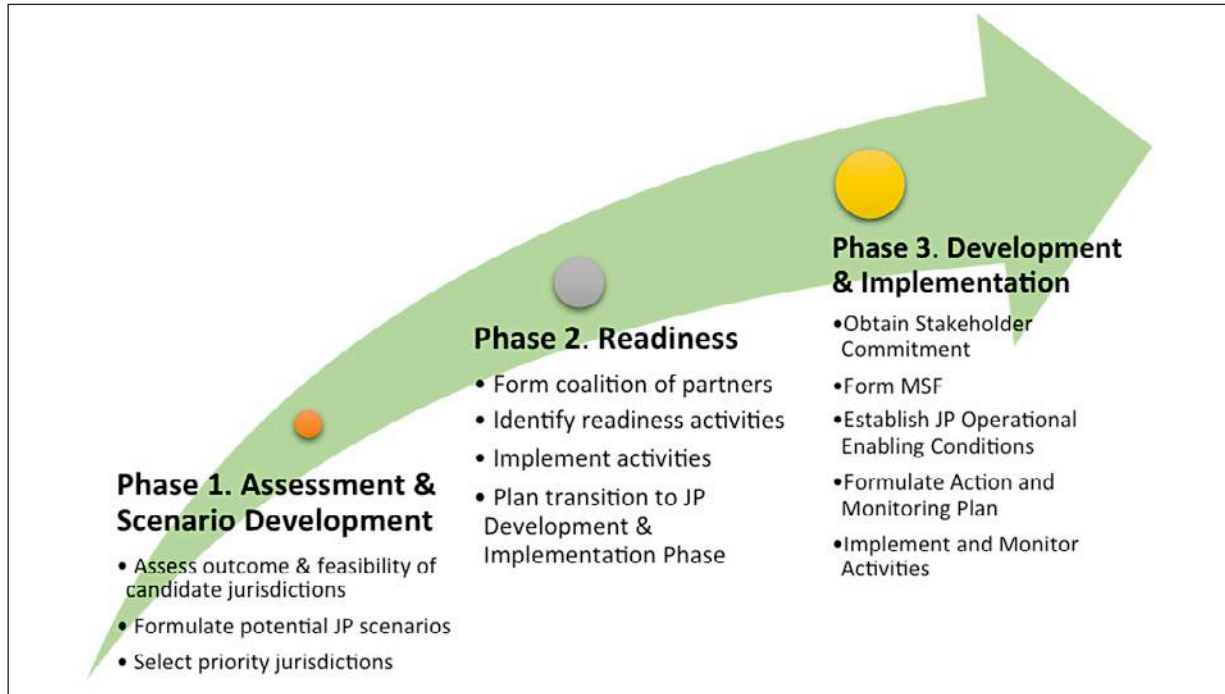 Phase 1. Assessment &
Scenario Development
• Assess outcome & feasibility of
candidate jurisdictions
• Formulate potential JP scenarios
• Select priority jurisdictions
Phase 2. Readiness
• Form coalition of partners
• Identify readiness activities
• Implement activities
• Plan transition to JP
Development &
Implementation Phase
Phase 3. Development
& Implementation
•Obtain Stakeholder
Commitment
•Form MSF
•Establish JP Operational
Enabling Conditions
•Formulate Action and
Monitoring Plan
•Implement and Monitor
Activities